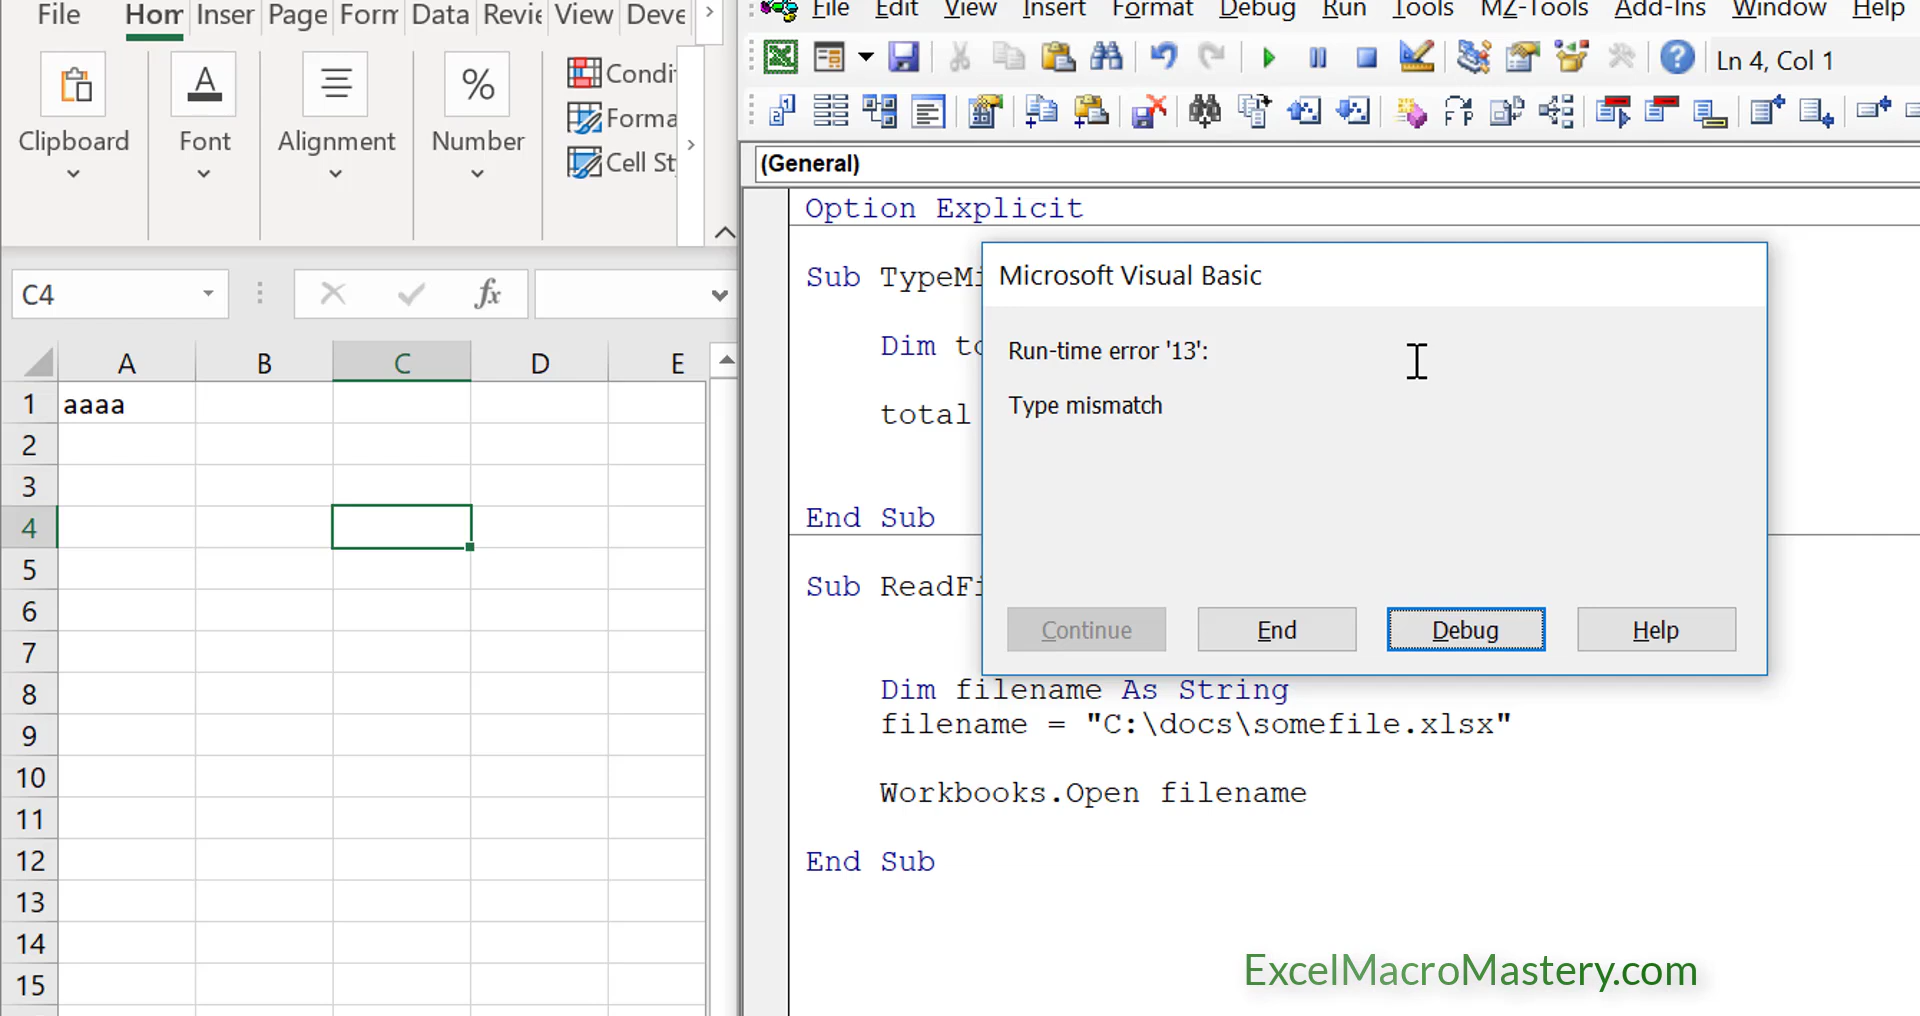 File Hom Inser Page Form Data Revie View Deve
Clipboard Font Alignment Number
Condi
Forma
Cell St
C4
fx
A B C D E
1 aaaa
2
3
4
5
6
7
8
9
10
11
12
13
14
15
File Edit View Insert Format Debug Run Tools MZ-Tools Add-Ins Window Help
Ln 4, Col 1
(General)
Option Explicit
Sub TypeMi
Dim to
total
End Sub
Microsoft Visual Basic
Run-time error '13':
Type mismatch
Continue End Debug Help
Sub ReadFi
Dim filename As String
filename = "C:\docs\somefile.xlsx"
Workbooks.Open filename
End Sub
ExcelMacroMastery.com